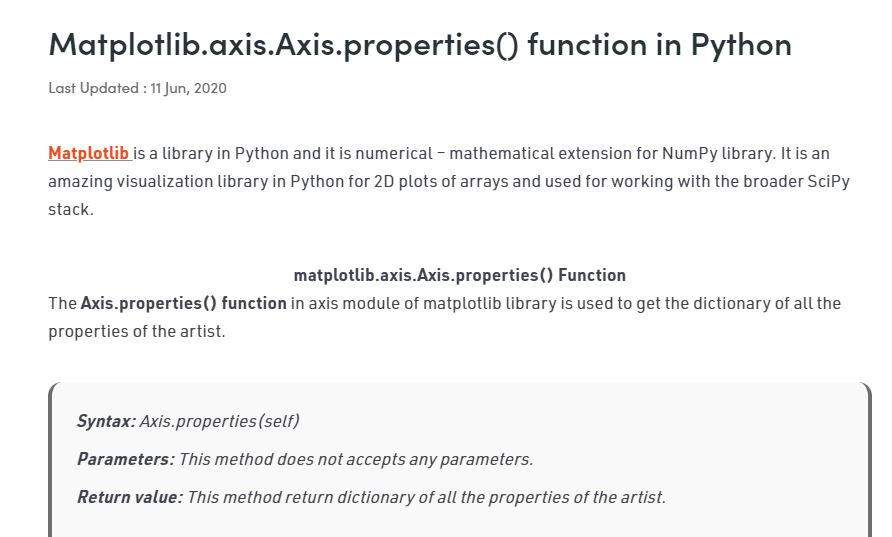 Matplotlib.axis.Axis.properties() function in Python
Last Updated : 11 Jun, 2020
Matplotlib is a library in Python and it is numerical – mathematical extension for NumPy library. It is an
amazing visualization library in Python for 2D plots of arrays and used for working with the broader SciPy
stack.
matplotlib.axis.Axis.properties() Function
The Axis.properties() function in axis module of matplotlib library is used to get the dictionary of all the
properties of the artist.
Syntax: Axis.properties(self)
Parameters: This method does not accepts any parameters.
Return value: This method return dictionary of all the properties of the artist.